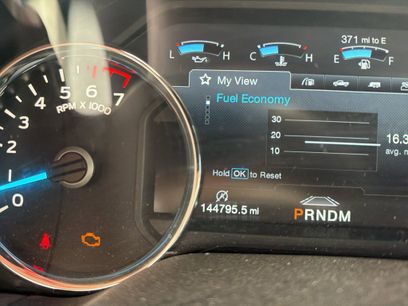 371 mi to E
L H C H E F
My View
Fuel Economy
30
20
10
16.3
avg. m
Hold OK to Reset
144795.5 mi
PRNDM
0
1
2
3
4
5
6
7
RPM X 1000